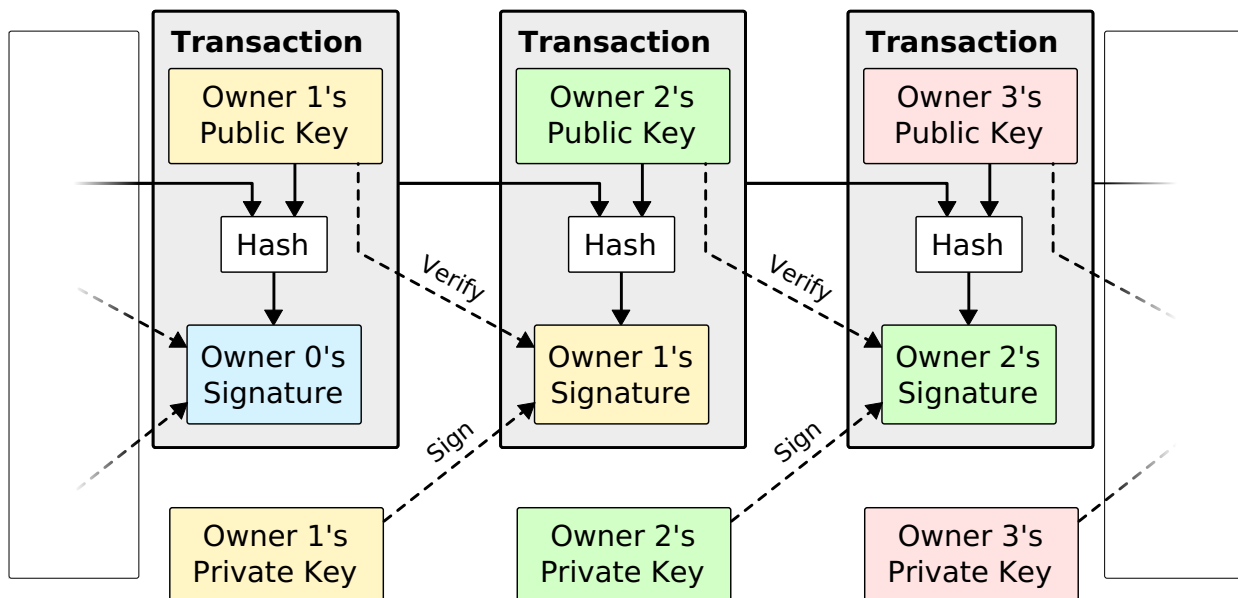 Transaction
Owner 1's
Public Key
Hash
Owner 0's
Signature
Transaction
Owner 2's
Public Key
Hash
Verify
Owner 1's
Signature
Transaction
Owner 3's
Public Key
Hash
Verify
Owner 2's
Signature
Sign
Sign
Owner 1's
Private Key
Owner 2's
Private Key
Owner 3's
Private Key